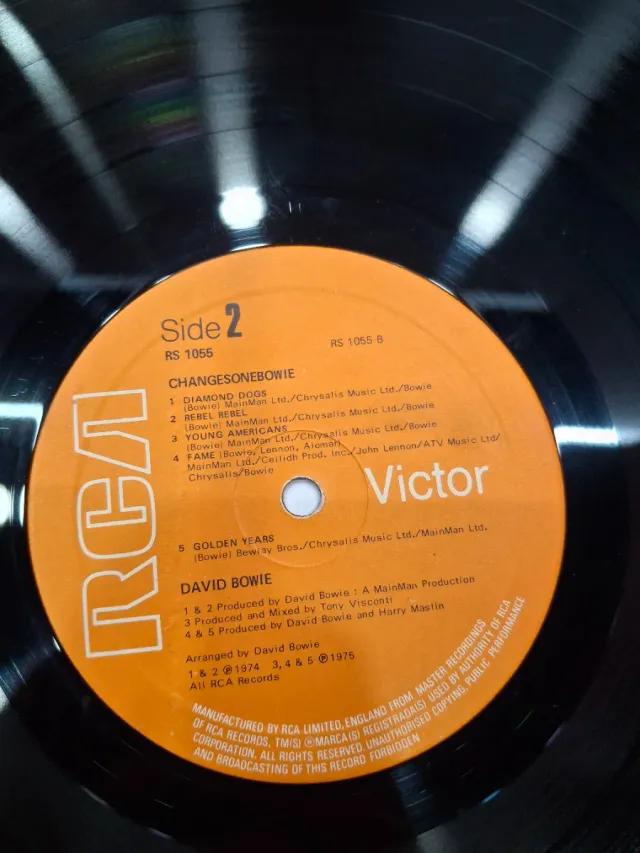 Side 2
RS 1055
RS 1055 B
CHANGESONEBOWIE
1 DIAMOND DOGS
(Bowie) MainMan Ltd./Chrysalis Music Ltd./Bowie
2 REBEL REBEL
(Bowie) MainMan Ltd./Chrysalis Music Ltd./Bowie
3 YOUNG AMERICANS
(Bowie) MainMan Ltd./Chrysalis Music Ltd./Bowie
4 FAME (Bowie, Lennon, Alomar)
MainMan Ltd./Ceilidh Prod. Inc./John Lennon/ATV Music Ltd/
Chrysalis/Bowie
RCA
Victor
5 GOLDEN YEARS
(Bowie) Bewlay Bros./Chrysalis Music Ltd./MainMan Ltd.
DAVID BOWIE
1 & 2 Produced by David Bowie : A MainMan Production
3 Produced and Mixed by Tony Visconti
4 & 5 Produced by David Bowie and Harry Maslin
Arranged by David Bowie
1 & 2 ℗ 1974 3, 4 & 5 ℗ 1975
All RCA Records
MANUFACTURED BY RCA LIMITED, ENGLAND FROM MASTER RECORDINGS
OF RCA RECORDS, TM(S) ® MARCA(S) REGISTRADA(S) USED BY AUTHORITY OF RCA
CORPORATION. ALL RIGHTS RESERVED. UNAUTHORISED COPYING, PUBLIC PERFORMANCE
AND BROADCASTING OF THIS RECORD FORBIDDEN